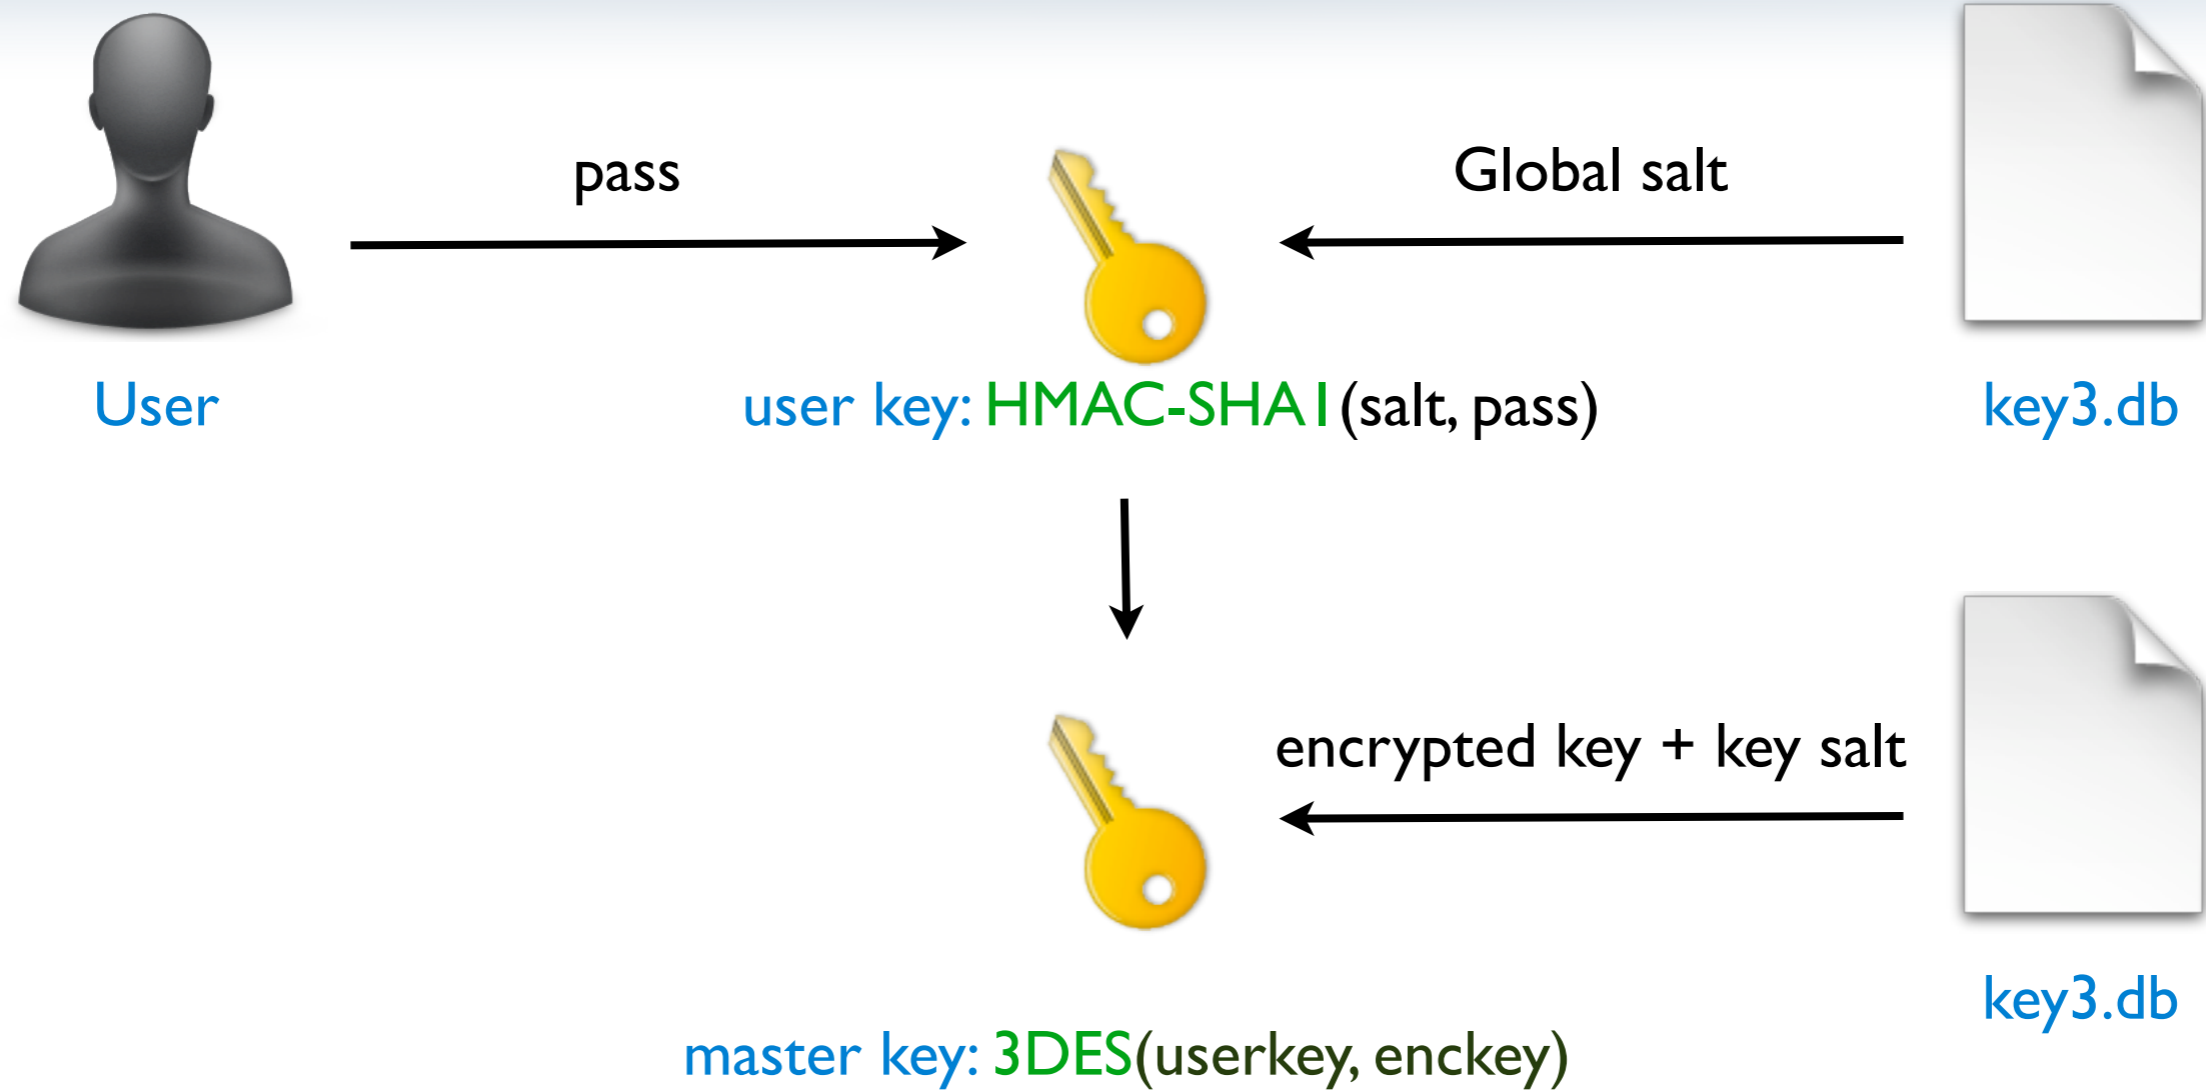 pass
Global salt
User
user key: HMAC-SHA1(salt, pass)
key3.db
encrypted key + key salt
key3.db
master key: 3DES(userkey, enckey)